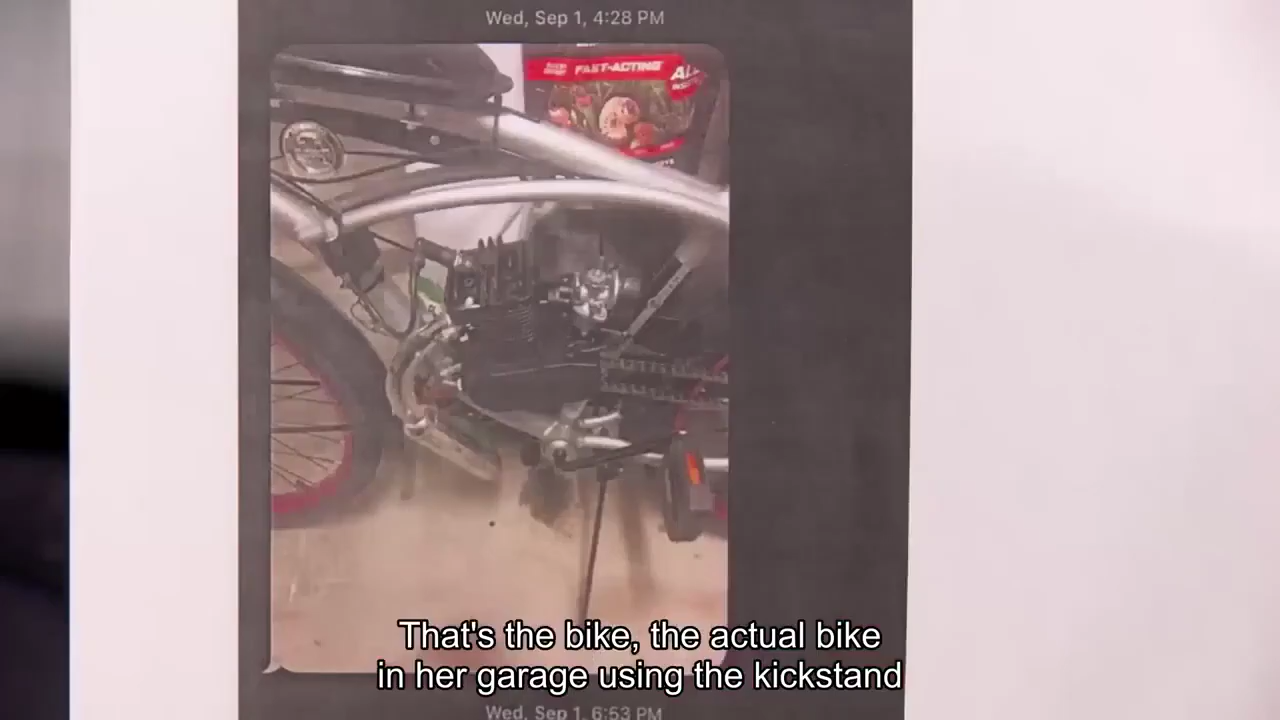 Wed, Sep 1, 4:28 PM
FAST-ACTING
That's the bike, the actual bike
in her garage using the kickstand
Wed, Sep 1, 6:53 PM